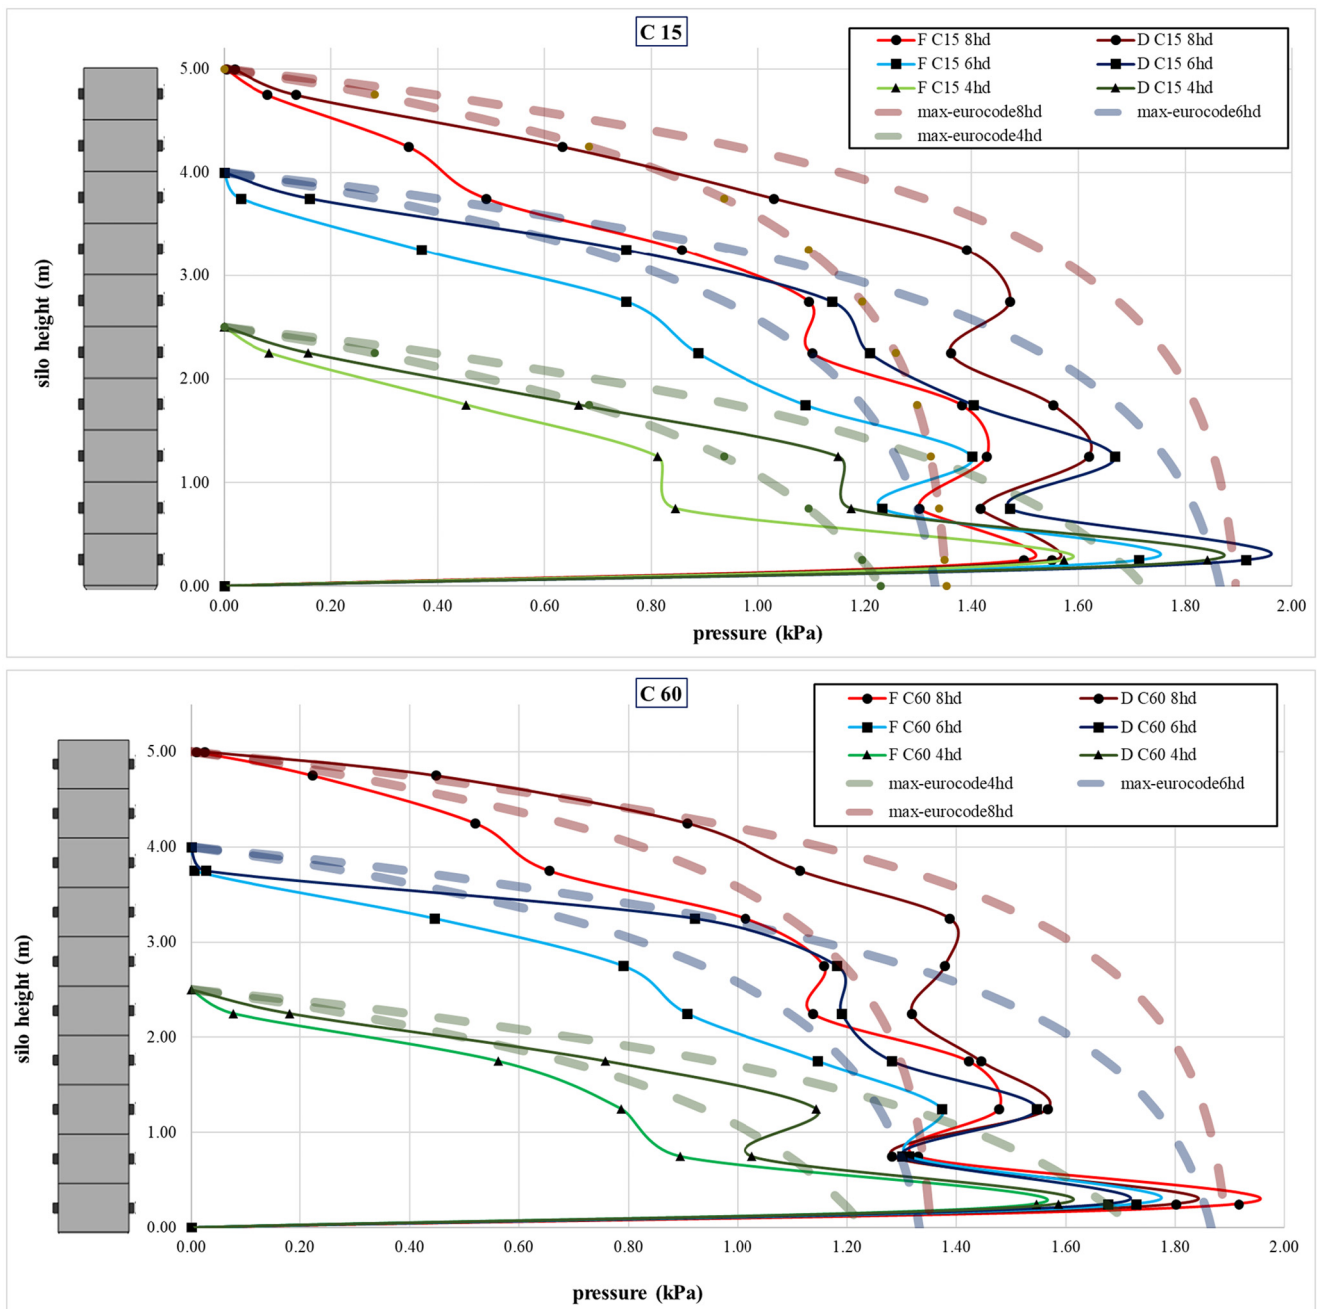 C 15
F C15 8hd D C15 8hd
F C15 6hd D C15 6hd
F C15 4hd D C15 4hd
max-eurocode8hd max-eurocode6hd
max-eurocode4hd
5.00
4.00
3.00
2.00
1.00
0.00
silo height (m)
0.00 0.20 0.40 0.60 0.80 1.00 1.20 1.40 1.60 1.80 2.00
pressure (kPa)
C 60
F C60 8hd D C60 8hd
F C60 6hd D C60 6hd
F C60 4hd D C60 4hd
max-eurocode4hd max-eurocode6hd
max-eurocode8hd
5.00
4.00
3.00
2.00
1.00
0.00
silo height (m)
0.00 0.20 0.40 0.60 0.80 1.00 1.20 1.40 1.60 1.80 2.00
pressure (kPa)